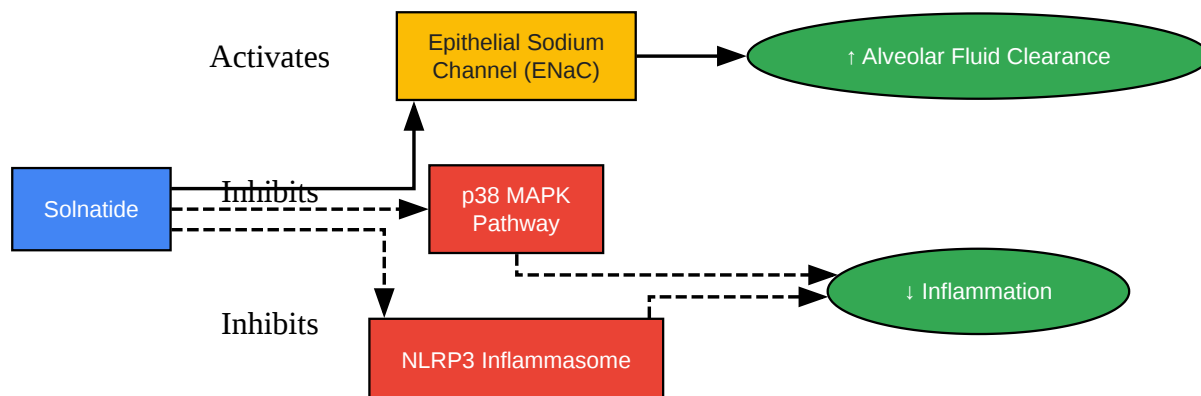 Activates
Epithelial Sodium
Channel (ENaC)
↑ Alveolar Fluid Clearance
Solnatide
Inhibits
p38 MAPK
Pathway
↓ Inflammation
Inhibits
NLRP3 Inflammasome